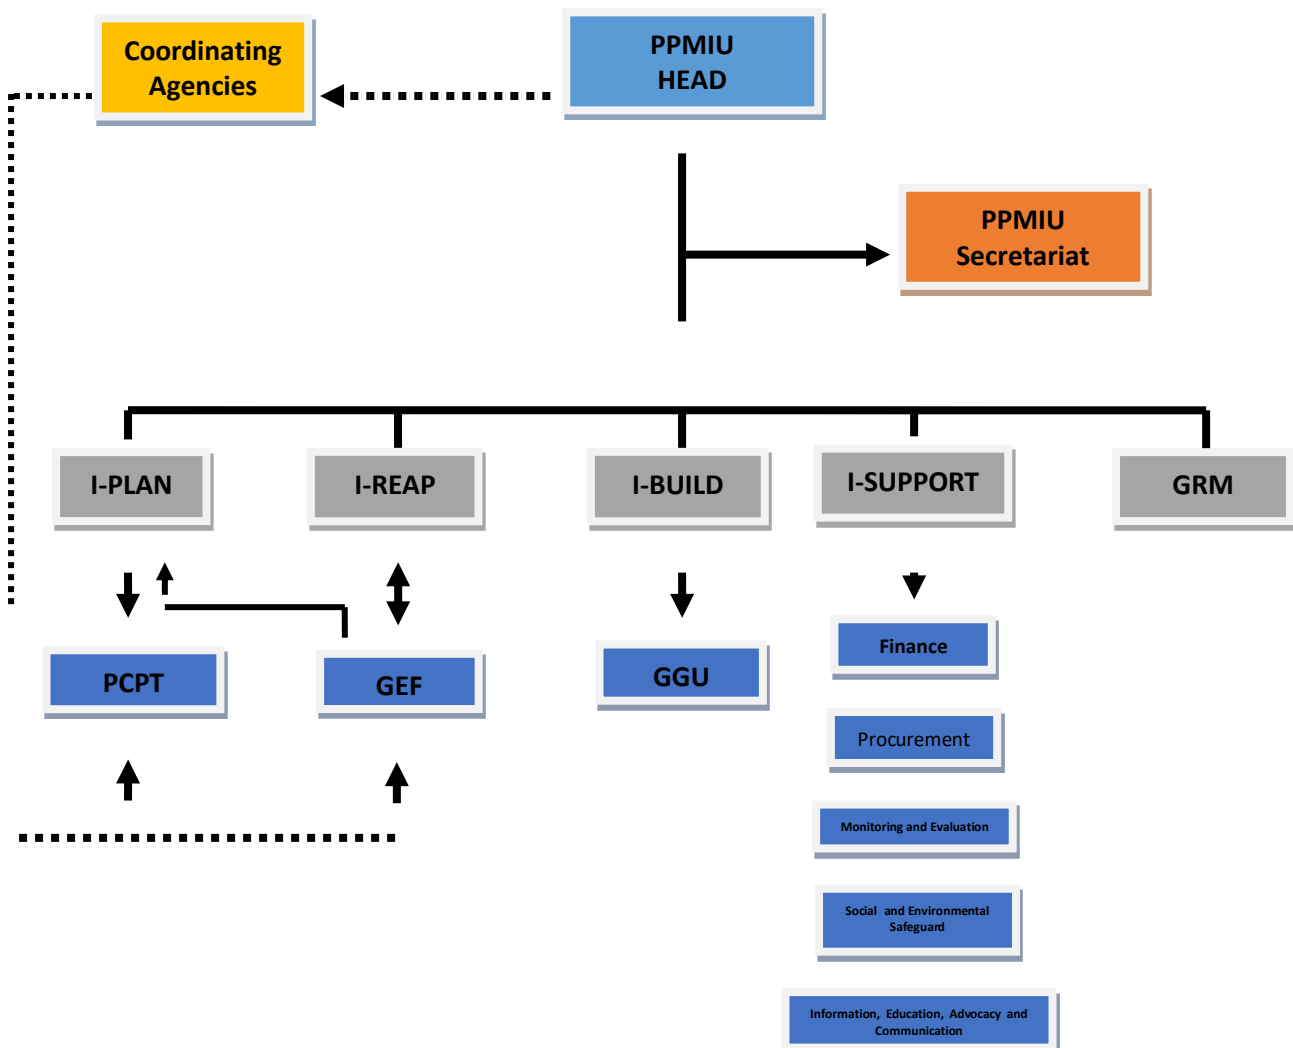 Coordinating
Agencies
PPMIU
HEAD
PPMIU
Secretariat
I-PLAN
I-REAP
I-BUILD
I-SUPPORT
GRM
PCPT
GEF
GGU
Finance
Procurement
Monitoring and Evaluation
Social and Environmental
Safeguard
Information, Education, Advocacy and
Communication